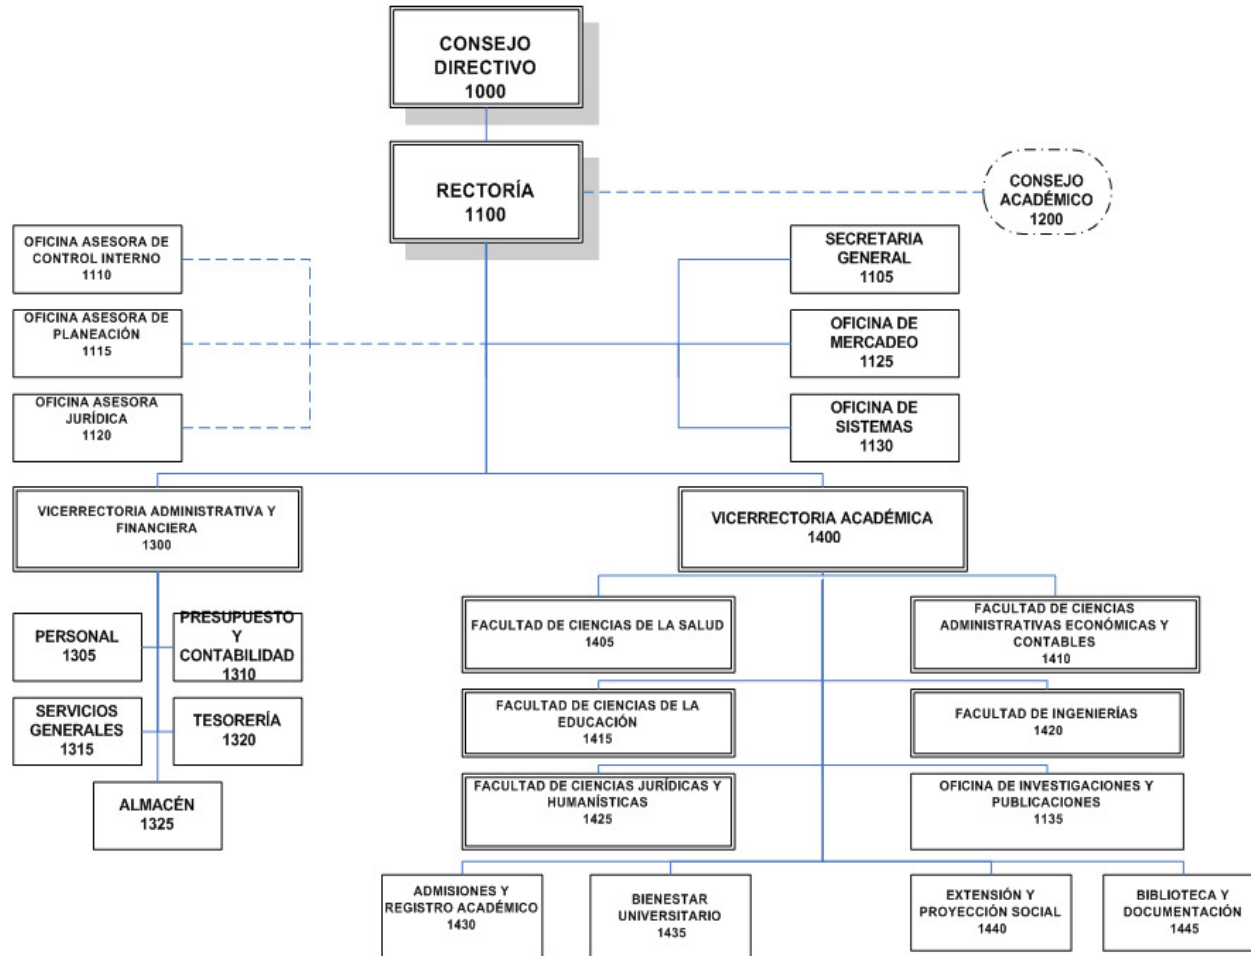 CONSEJO
DIRECTIVO
1000
RECTORÍA
1100
CONSEJO
ACADÉMICO
1200
OFICINA ASESORA DE
CONTROL INTERNO
1110
SECRETARIA
GENERAL
1105
OFICINA ASESORA DE
PLANEACIÓN
1115
OFICINA DE
MERCADEO
1125
OFICINA ASESORA
JURÍDICA
1120
OFICINA DE
SISTEMAS
1130
VICERRECTORIA ADMINISTRATIVA Y
FINANCIERA
1300
VICERRECTORIA ACADÉMICA
1400
PERSONAL
1305
PRESUPUESTO
Y
CONTABILIDAD
1310
SERVICIOS
GENERALES
1315
TESORERÍA
1320
ALMACÉN
1325
FACULTAD DE CIENCIAS DE LA SALUD
1405
FACULTAD DE CIENCIAS
ADMINISTRATIVAS ECONÓMICAS Y
CONTABLES
1410
FACULTAD DE CIENCIAS DE LA
EDUCACIÓN
1415
FACULTAD DE INGENIERÍAS
1420
FACULTAD DE CIENCIAS JURÍDICAS Y
HUMANÍSTICAS
1425
OFICINA DE INVESTIGACIONES Y
PUBLICACIONES
1135
ADMISIONES Y
REGISTRO ACADÉMICO
1430
BIENESTAR
UNIVERSITARIO
1435
EXTENSIÓN Y
PROYECCIÓN SOCIAL
1440
BIBLIOTECA Y
DOCUMENTACIÓN
1445